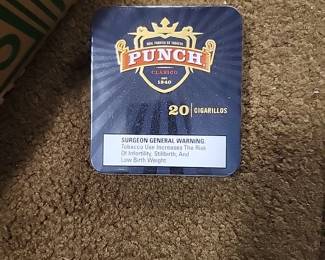 PUNCH
CLASICO
EST
1840
20 | CIGARILLOS
SURGEON GENERAL WARNING:
Tobacco Use Increases The Risk
Of Infertility, Stillbirth, And
Low Birth Weight.